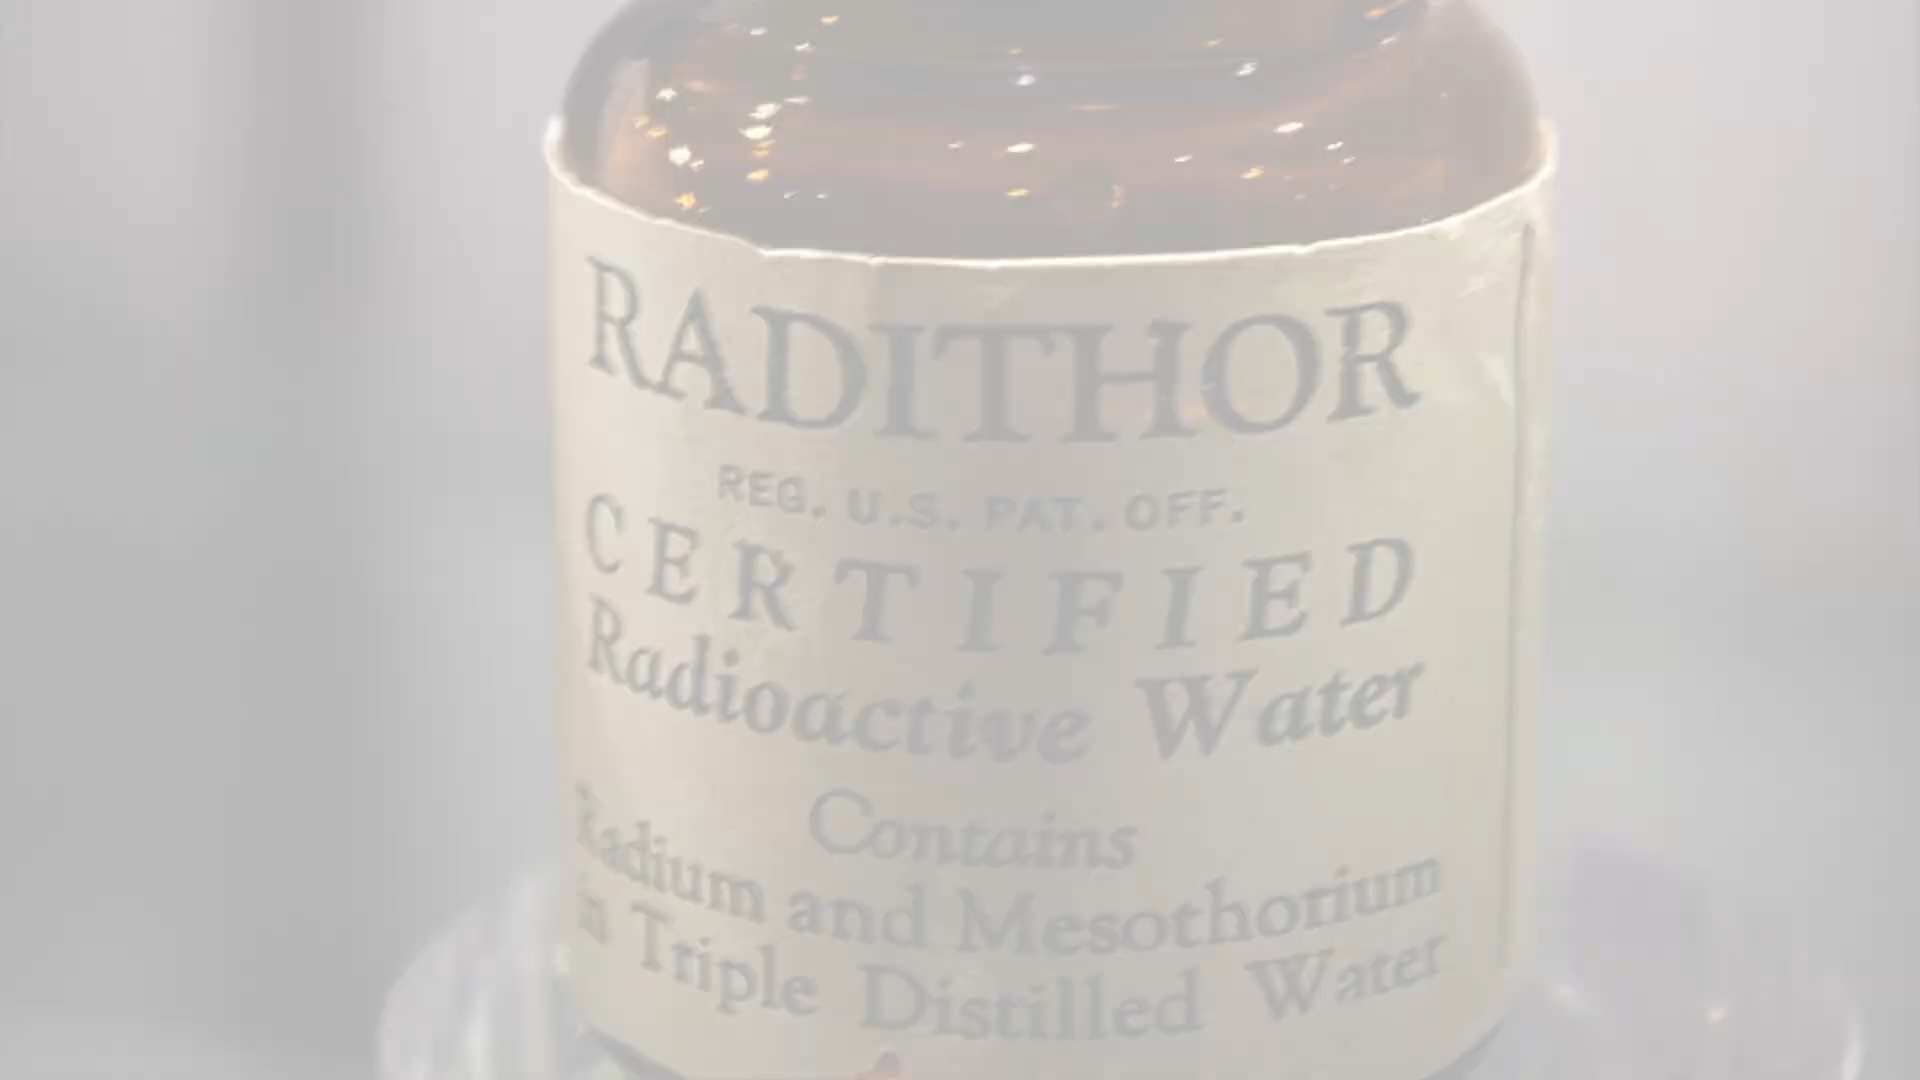 RADITHOR
REG. U.S. PAT. OFF.
CERTIFIED
Radioactive Water
Contains
Radium and Mesothorium
in Triple Distilled Water